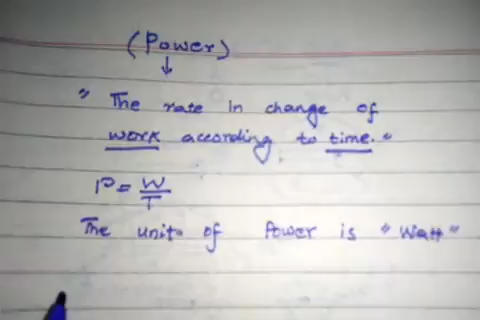 (Power)
↓
" The rate in change of
work according to time. "
P = W
T
The unit of Power is " Watt "